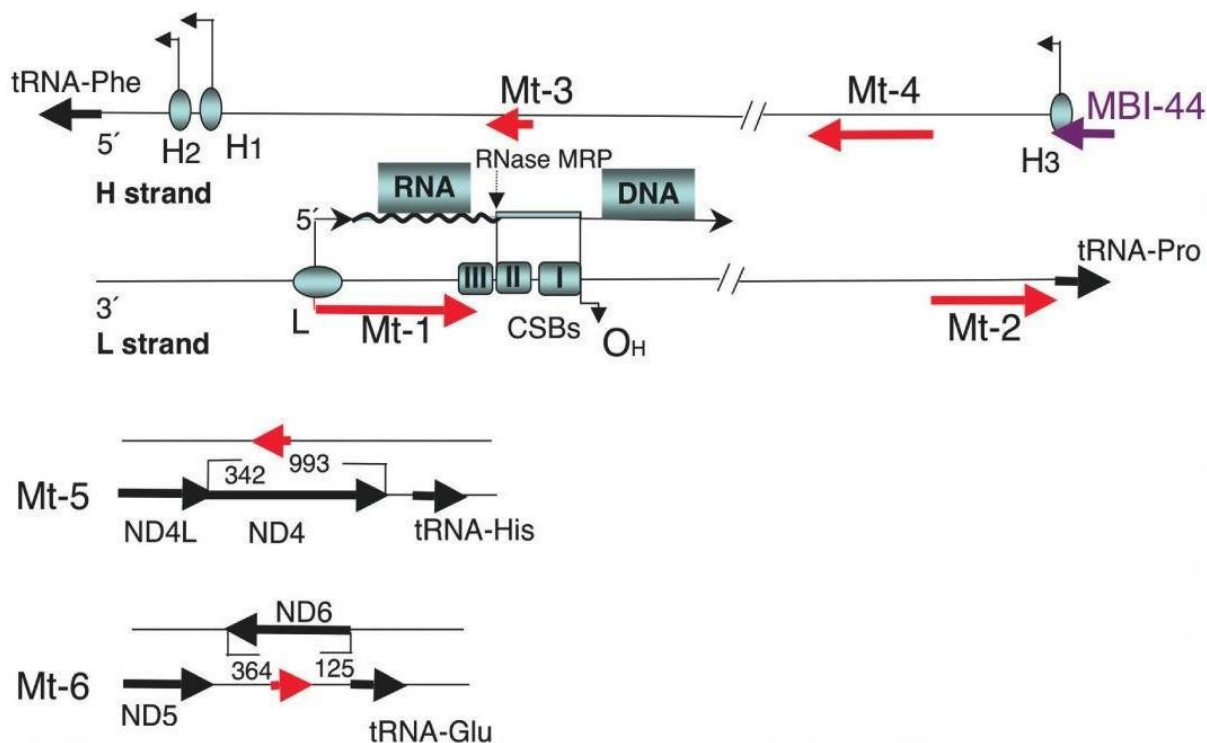 tRNA-Phe
5´
H2
H1
Mt-3
//
Mt-4
MBI-44
H3
H strand
RNase MRP
RNA
DNA
5´
tRNA-Pro
III
II
I
//
3´
L
Mt-1
CSBs
OH
Mt-2
L strand
342
993
Mt-5
ND4L
ND4
tRNA-His
ND6
364
125
Mt-6
ND5
tRNA-Glu